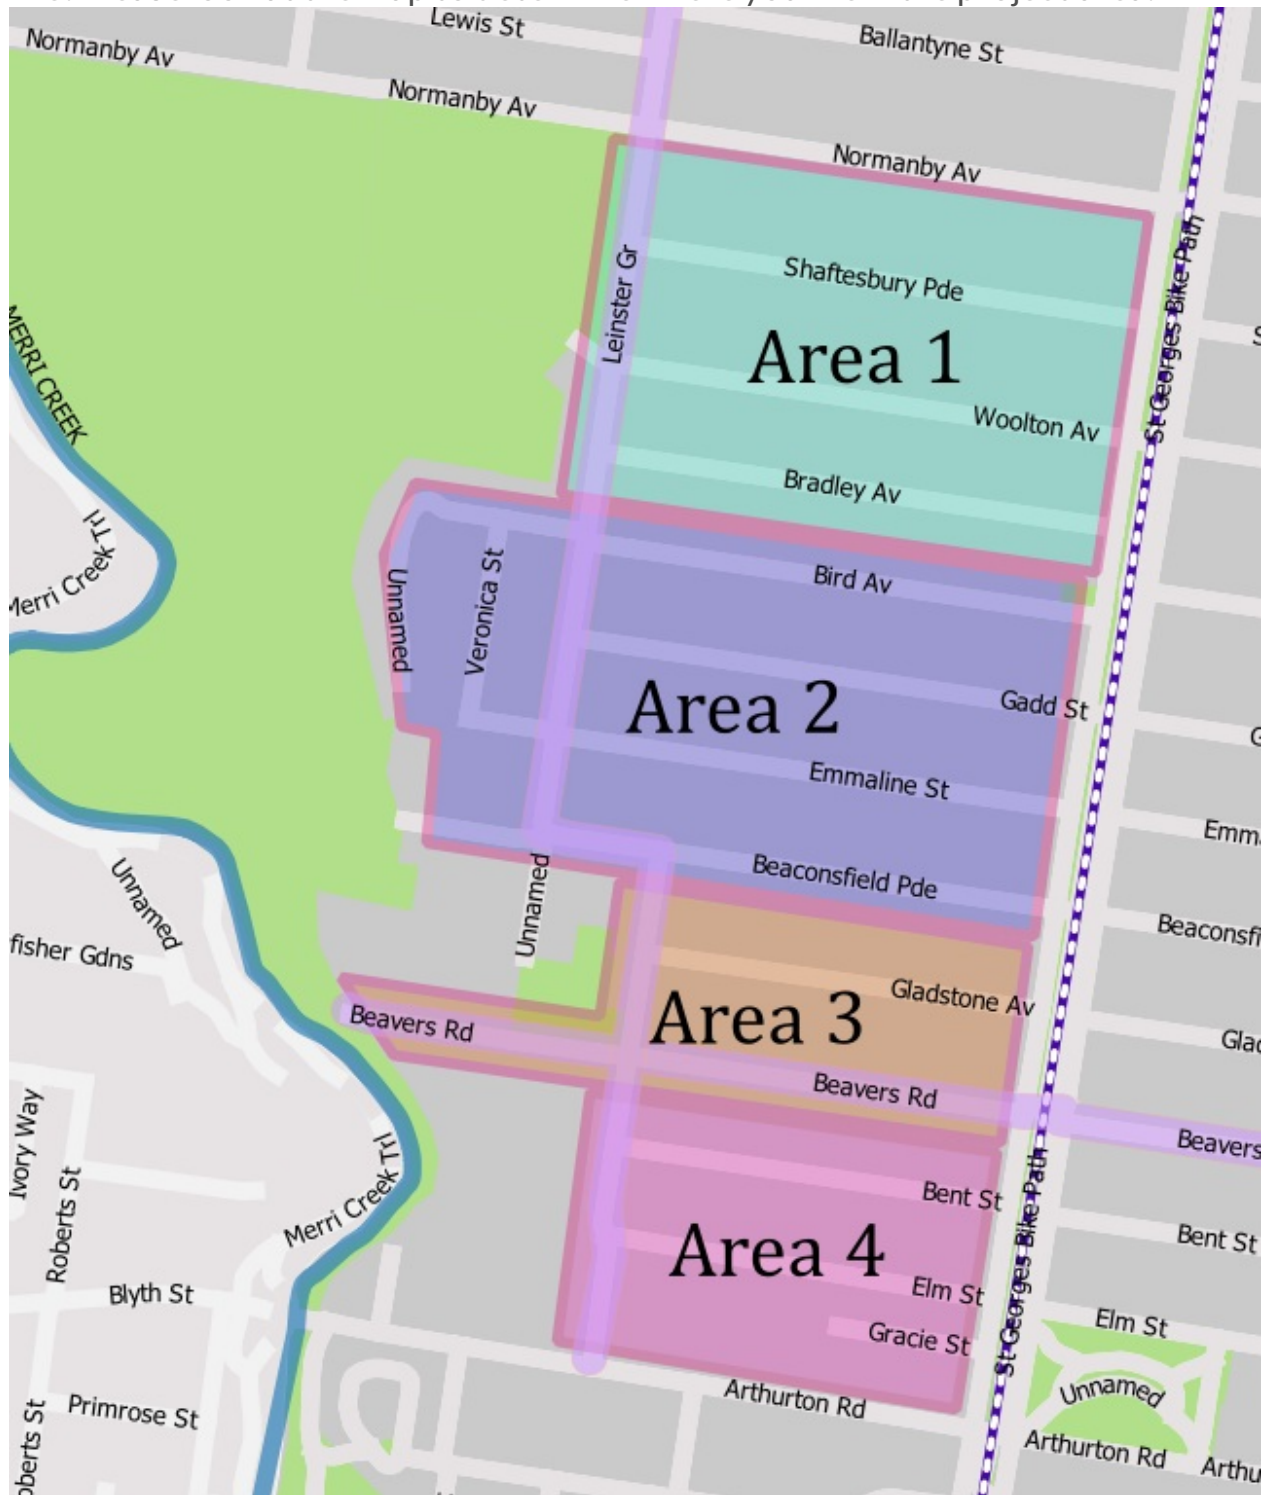 Lewis St
Ballantyne St
Normanby Av
Normanby Av
Normanby Av
St Georges Bike Path
Leinster Gr
Shaftesbury Pde
MERRI CREEK
Area 1
Woolton Av
Bradley Av
Merri Creek Trl
Unnamed
Veronica St
Bird Av
Area 2
Gadd St
Emmaline St
Emma
Unnamed
Unnamed
Beaconsfield Pde
Beaconsfi
fisher Gdns
Gladstone Av
Area 3
Beavers Rd
Glad
Beavers Rd
Beavers
Ivory Way
Roberts St
Merri Creek Trl
Bent St
St Georges Bike Path
Bent St
Area 4
Blyth St
Elm St
Elm St
Gracie St
Unnamed
Primrose St
oberts St
Arthurton Rd
Arthurton Rd
Arthu